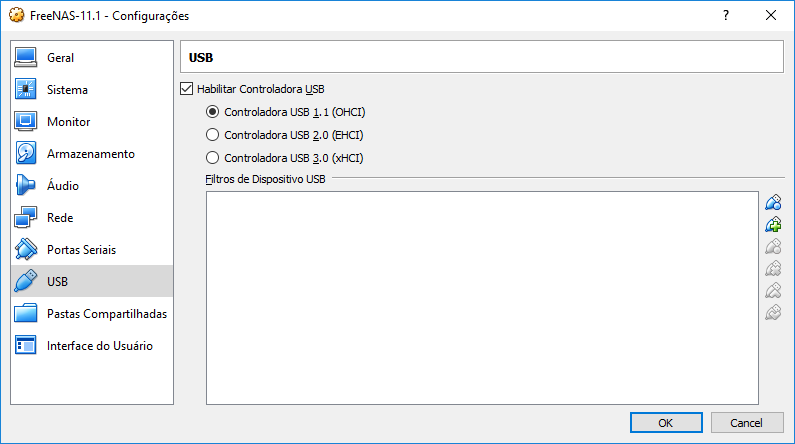 FreeNAS-11.1 - Configurações
?
Geral
Sistema
Monitor
Armazenamento
Áudio
Rede
Portas Seriais
USB
Pastas Compartilhadas
Interface do Usuário
USB
Habilitar Controladora USB
Controladora USB 1.1 (OHCI)
Controladora USB 2.0 (EHCI)
Controladora USB 3.0 (xHCI)
Filtros de Dispositivo USB
OK
Cancel